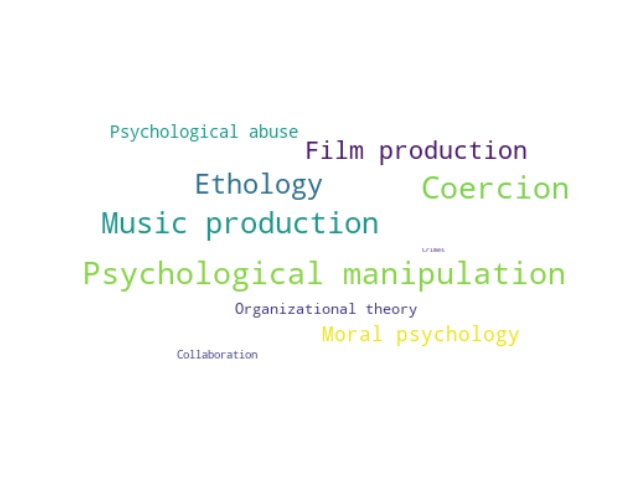 Psychological abuse
Film production
Ethology
Coercion
Music production
Crimes
Psychological manipulation
Organizational theory
Moral psychology
Collaboration